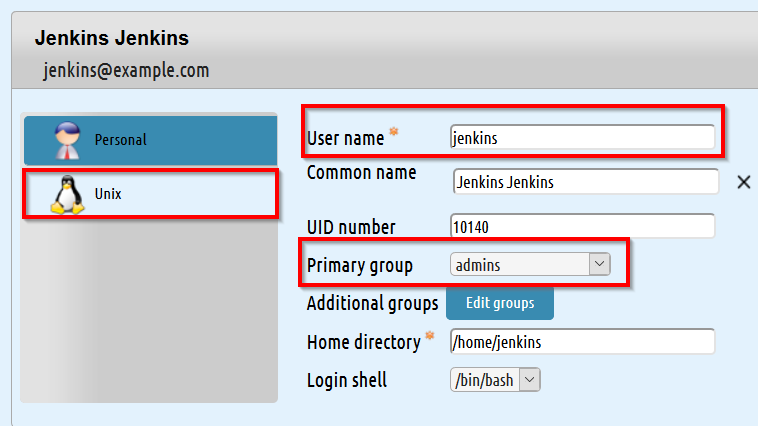 Jenkins Jenkins
jenkins@example.com
Personal
Unix
User name * jenkins
Common name Jenkins Jenkins
UID number 10140
Primary group admins
Additional groups Edit groups
Home directory * /home/jenkins
Login shell /bin/bash